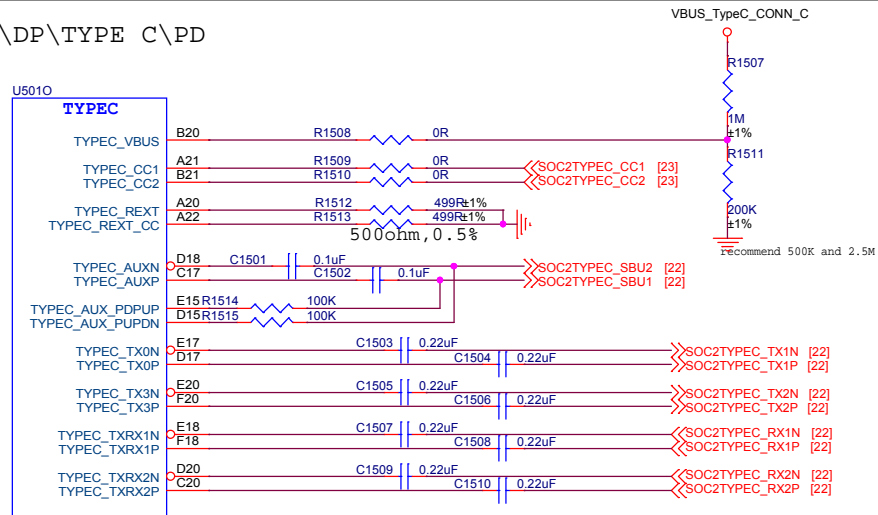 VBUS_TypeC_CONN_C
\DP\TYPE C\PD
R1507
U501O
TYPEC
1M
±1%
TYPEC_VBUS B20 R1508 0R
R1511
TYPEC_CC1 A21 R1509 0R SOC2TYPEC_CC1 [23]
TYPEC_CC2 B21 R1510 0R SOC2TYPEC_CC2 [23]
TYPEC_REXT A20 R1512 499R±1%
200K
±1%
TYPEC_REXT_CC A22 R1513 499R±1%
500ohm,0.5%
recommend 500K and 2.5M
TYPEC_AUXN D18 C1501 0.1uF SOC2TYPEC_SBU2 [22]
TYPEC_AUXP C17 C1502 0.1uF SOC2TYPEC_SBU1 [22]
TYPEC_AUX_PDPUP E15 R1514 100K
TYPEC_AUX_PUPDN D15 R1515 100K
TYPEC_TX0N E17 C1503 0.22uF SOC2TYPEC_TX1N [22]
TYPEC_TX0P D17 C1504 0.22uF SOC2TYPEC_TX1P [22]
TYPEC_TX3N E20 C1505 0.22uF SOC2TYPEC_TX2N [22]
TYPEC_TX3P F20 C1506 0.22uF SOC2TYPEC_TX2P [22]
TYPEC_TXRX1N E18 C1507 0.22uF SOC2TYPEC_RX1N [22]
TYPEC_TXRX1P F18 C1508 0.22uF SOC2TYPEC_RX1P [22]
TYPEC_TXRX2N D20 C1509 0.22uF SOC2TYPEC_RX2N [22]
TYPEC_TXRX2P C20 C1510 0.22uF SOC2TYPEC_RX2P [22]